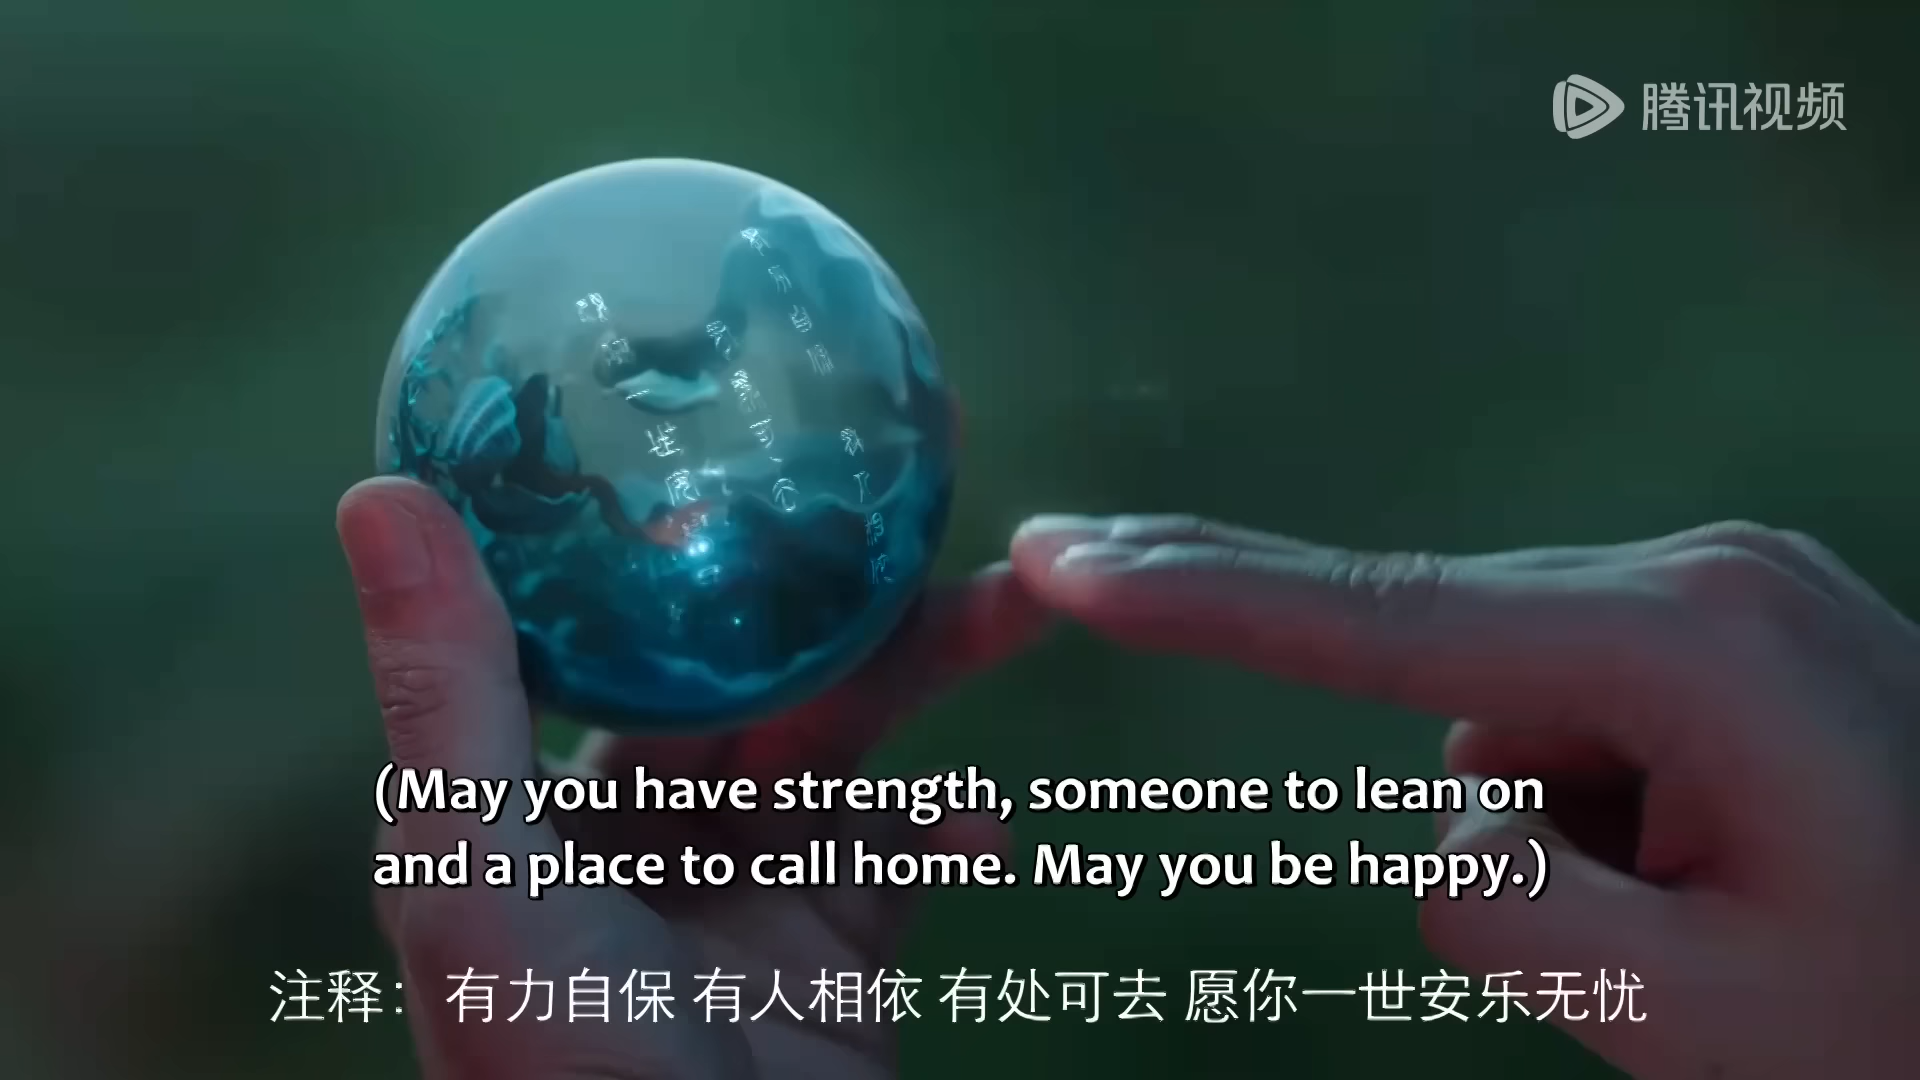 腾讯视频
(May you have strength, someone to lean on
and a place to call home. May you be happy.)
注释：有力自保 有人相依 有处可去 愿你一世安乐无忧